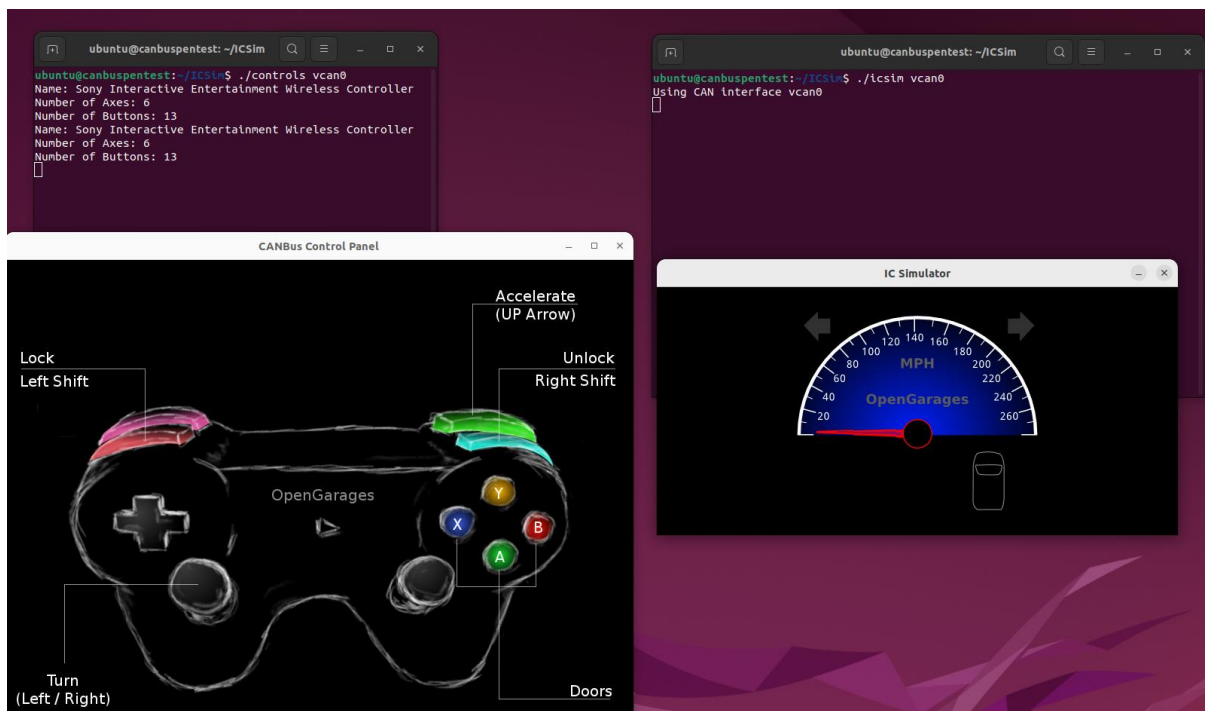 ubuntu@canbuspentest: ~/ICSim
ubuntu@canbuspentest:~/ICSim$ ./controls vcan0
Name: Sony Interactive Entertainment Wireless Controller
Number of Axes: 6
Number of Buttons: 13
Name: Sony Interactive Entertainment Wireless Controller
Number of Axes: 6
Number of Buttons: 13
ubuntu@canbuspentest: ~/ICSim
ubuntu@canbuspentest:~/ICSim$ ./icsim vcan0
Using CAN interface vcan0
CANBus Control Panel
Accelerate
(UP Arrow)
Lock
Left Shift
Unlock
Right Shift
OpenGarages
Y
X
B
A
Turn
(Left / Right)
Doors
IC Simulator
20
40
60
80
100
120
140
160
180
200
220
240
260
MPH
OpenGarages